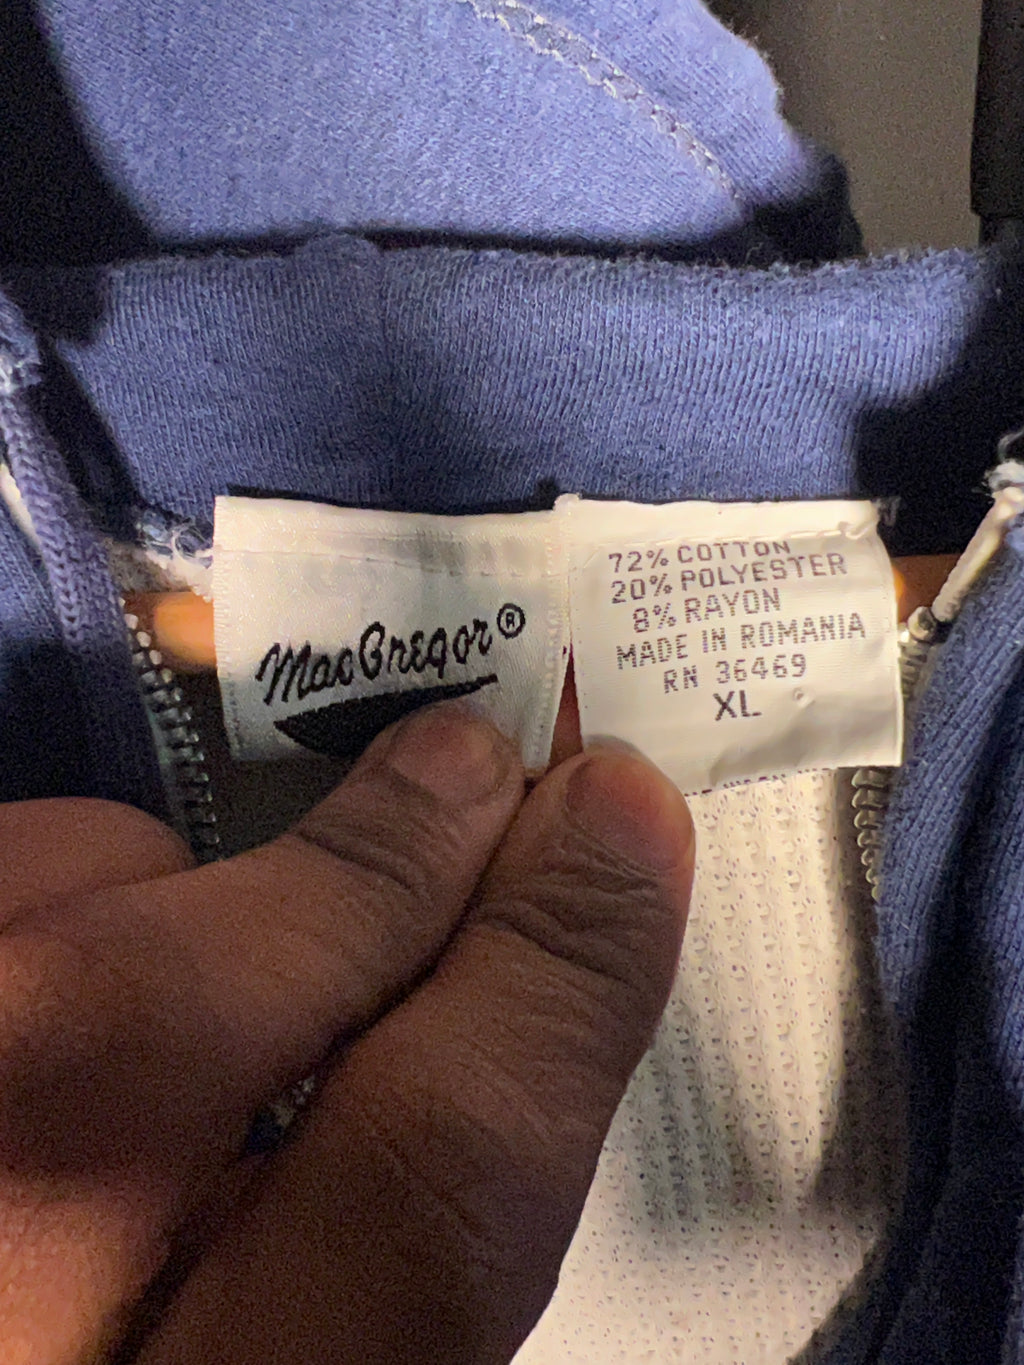 MacGregor®
72% COTTON
20% POLYESTER
8% RAYON
MADE IN ROMANIA
RN 36469
XL